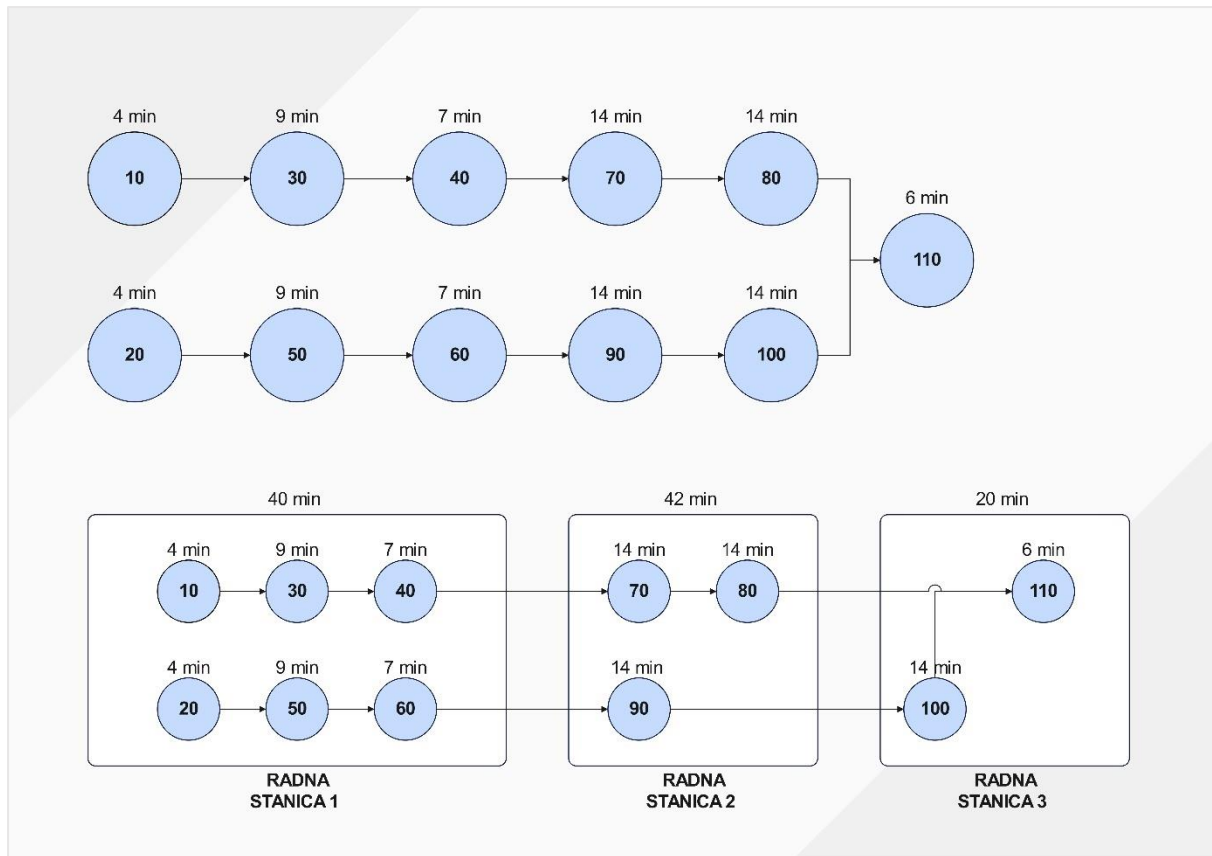 4 min 9 min 7 min 14 min 14 min
10 30 40 70 80
6 min
110
4 min 9 min 7 min 14 min 14 min
20 50 60 90 100
40 min 42 min 20 min
4 min 9 min 7 min 14 min 14 min 6 min
10 30 40 70 80 110
4 min 9 min 7 min 14 min 14 min
20 50 60 90 100
RADNA RADNA RADNA
STANICA 1 STANICA 2 STANICA 3